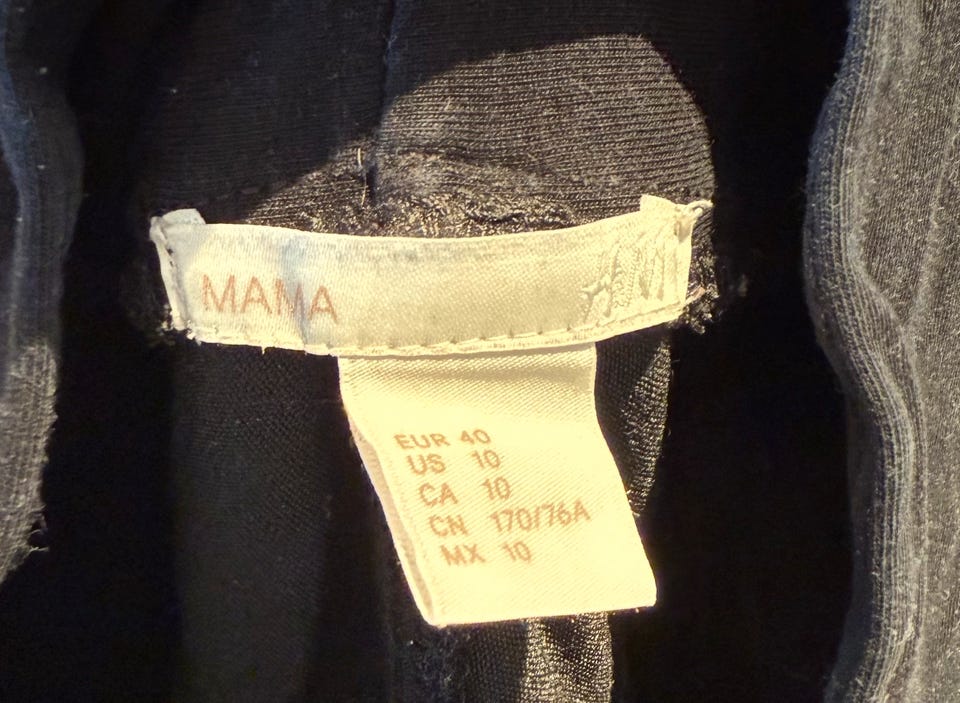 MAMA H&M
EUR 40
US 10
CA 10
CN 170/76A
MX 10